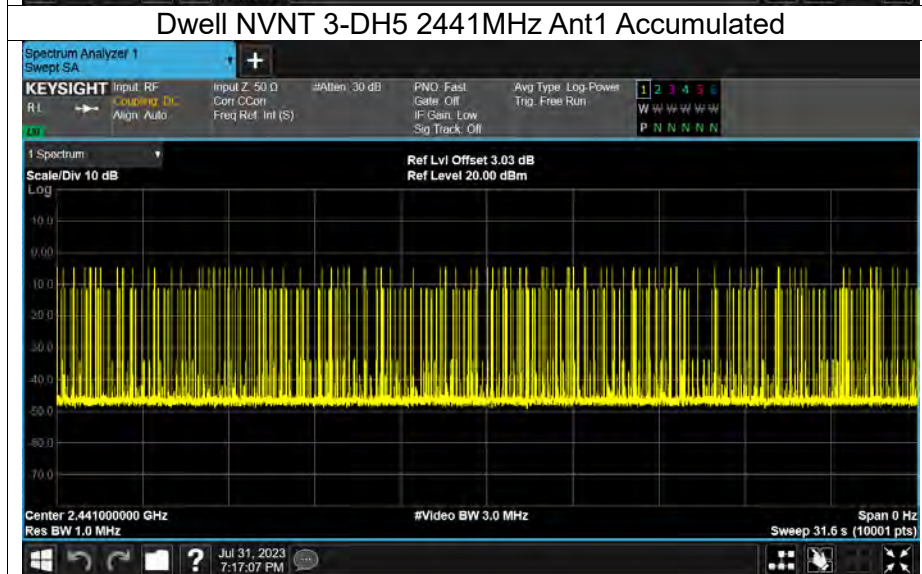 Dwell NVNT 3-DH5 2441MHz Ant1 Accumulated
Spectrum Analyzer 1
Swept SA
+
KEYSIGHT Input: RF Input Z: 50 Ω #Atten: 30 dB PNO: Fast Avg Type: Log-Power 1 2 3 4 5 6
RL Coupling: DC Corr CCorr Gate: Off Trig: Free Run W W W W W W
Align: Auto Freq Ref: Int (S) IF Gain: Low
LXI Sig Track: Off P N N N N N
1 Spectrum Ref Lvl Offset 3.03 dB
Scale/Div 10 dB Ref Level 20.00 dBm
Log
10.0
0.00
-10.0
-20.0
-30.0
-40.0
-50.0
-60.0
-70.0
Center 2.441000000 GHz #Video BW 3.0 MHz Span 0 Hz
Res BW 1.0 MHz Sweep 31.6 s (10001 pts)
? Jul 31, 2023
7:17:07 PM